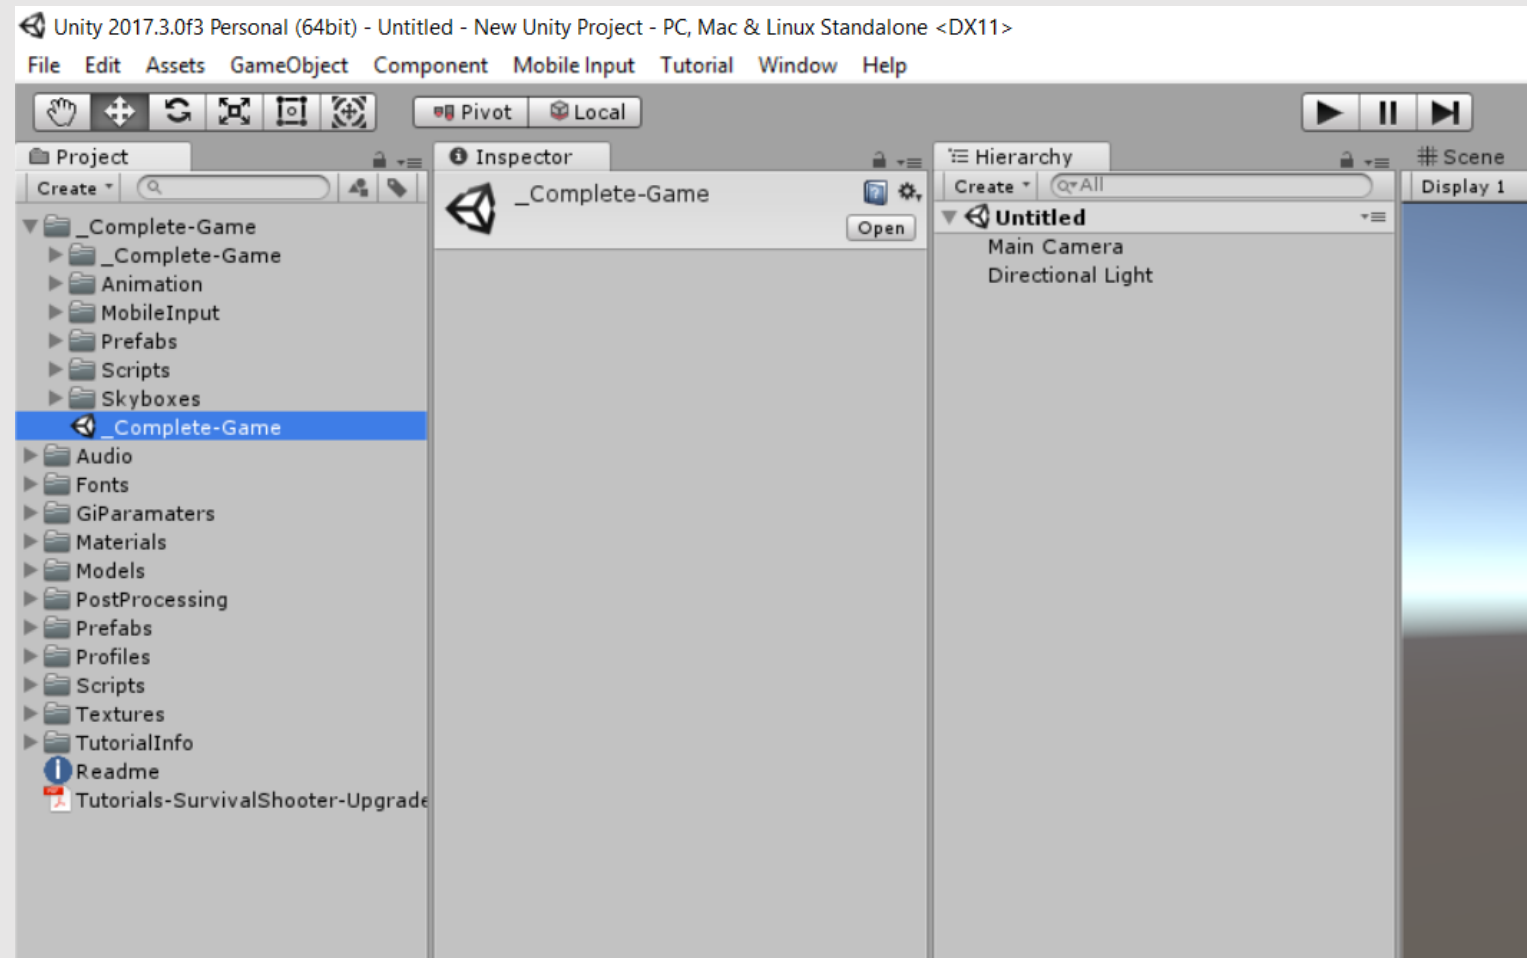 Unity 2017.3.0f3 Personal (64bit) - Untitled - New Unity Project - PC, Mac & Linux Standalone <DX11>
File Edit Assets GameObject Component Mobile Input Tutorial Window Help
Pivot Local
Project
Create
_Complete-Game
_Complete-Game
Animation
MobileInput
Prefabs
Scripts
Skyboxes
_Complete-Game
Audio
Fonts
GiParamaters
Materials
Models
PostProcessing
Prefabs
Profiles
Scripts
Textures
TutorialInfo
Readme
Tutorials-SurvivalShooter-Upgrade
Inspector
_Complete-Game
Open
Hierarchy
Create All
Untitled
Main Camera
Directional Light
Scene
Display 1